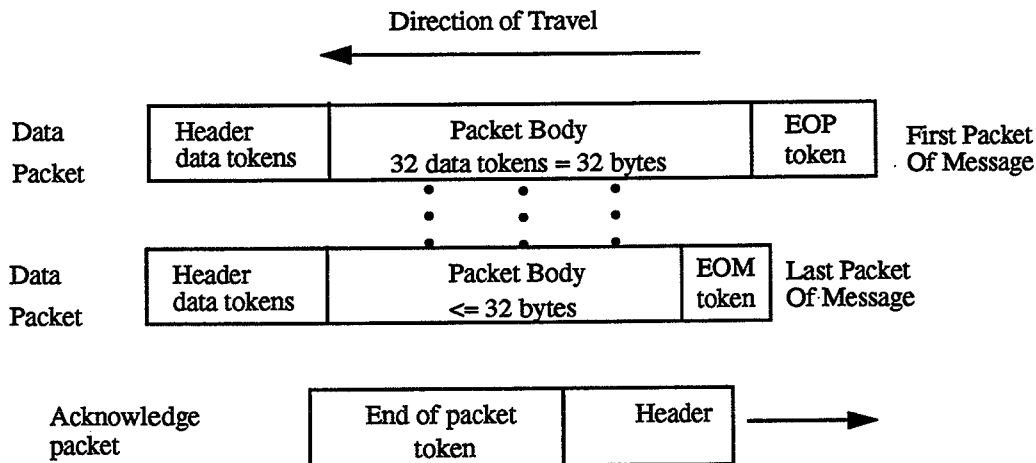 Direction of Travel
Data
Packet
Header
data tokens
Packet Body
32 data tokens = 32 bytes
EOP
token
First Packet
Of Message
Data
Packet
Header
data tokens
Packet Body
<= 32 bytes
EOM
token
Last Packet
Of Message
Acknowledge
packet
End of packet
token
Header